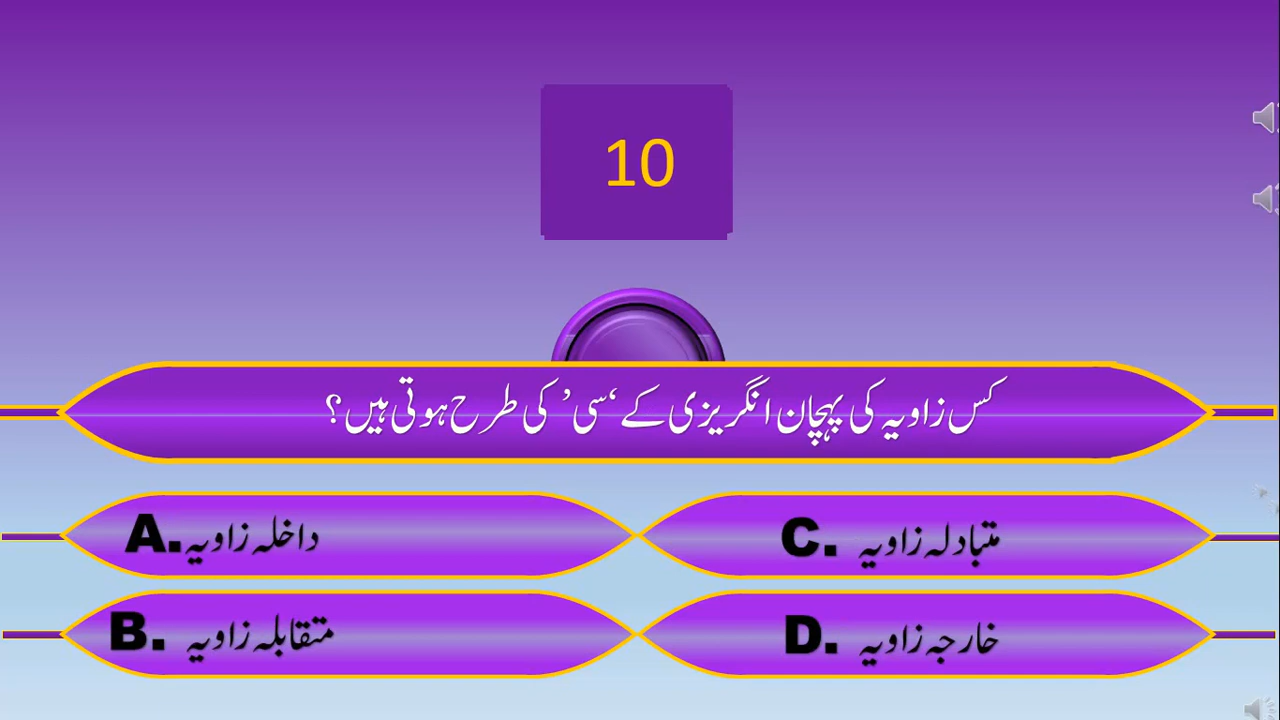 10
کس زاویہ کی پہچان انگریزی کے ‘سی’ کی طرح ہوتی ہیں؟
A. داخلہ زاویہ
C. متبادلہ زاویہ
B. متقابلہ زاویہ
D. خارجہ زاویہ